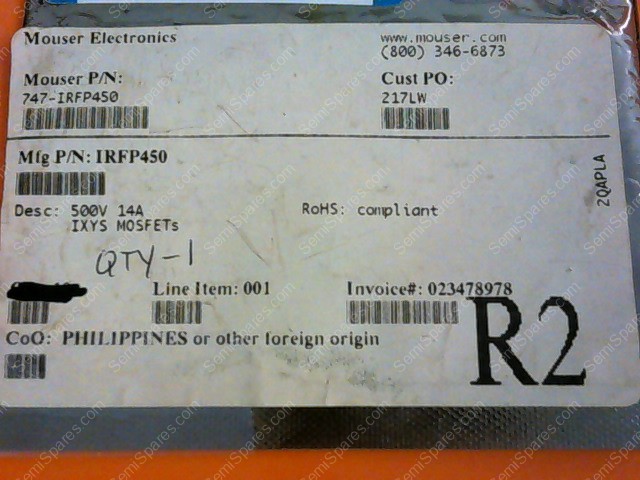 Mouser Electronics
www.mouser.com
(800) 346-6873
Mouser P/N:
747-IRFP450
Cust PO:
217LW
Mfg P/N: IRFP450
2QAPLA
Desc: 500V 14A
IXYS MOSFETs
RoHS: compliant
QTY-1
Line Item: 001
Invoice#: 023478978
CoO: PHILIPPINES or other foreign origin
R2
SemiSpares.com